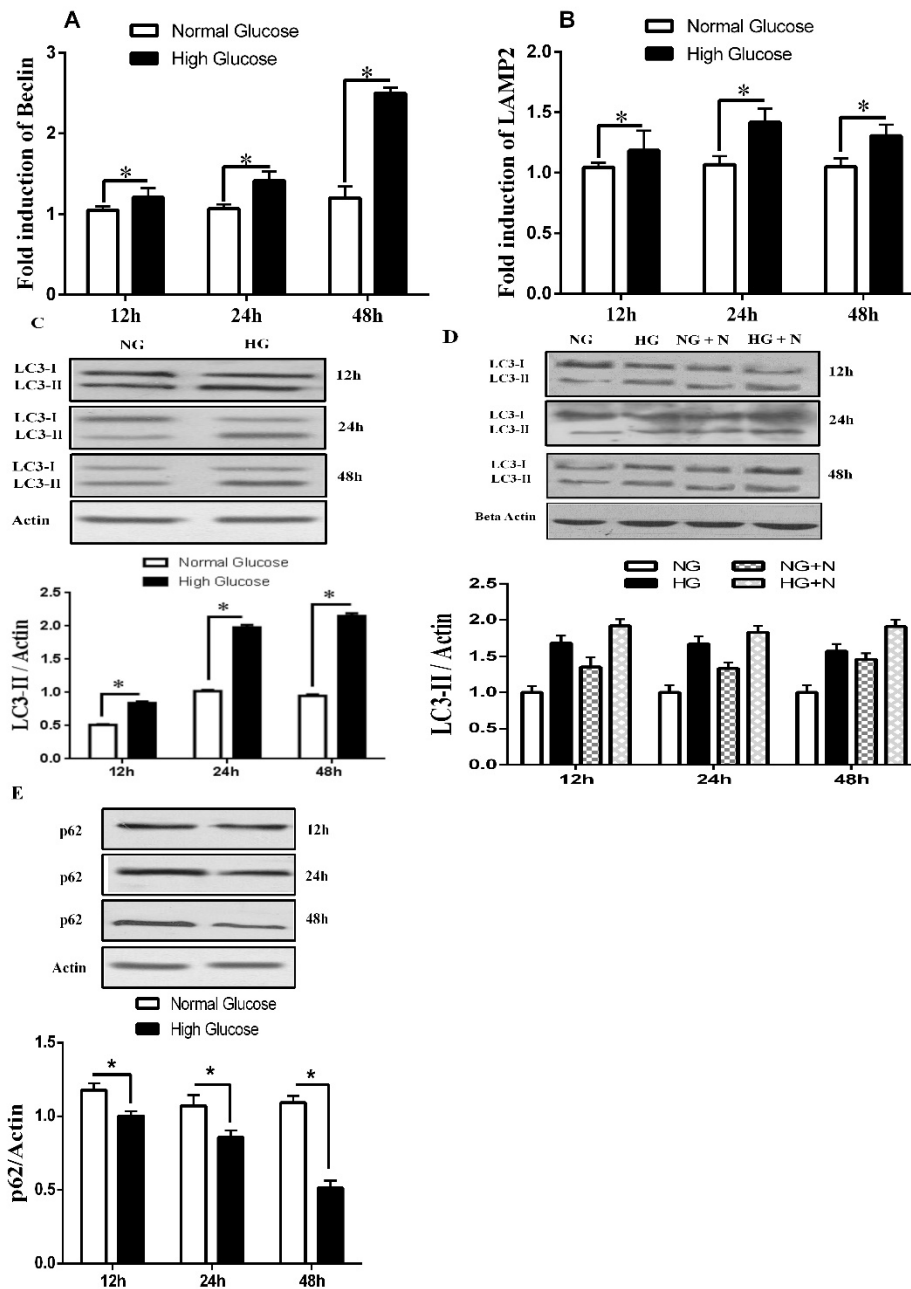 A
Normal Glucose
High Glucose
Fold induction of Beclin
3
2
1
0
*
*
*
12h
24h
48h
B
Normal Glucose
High Glucose
Fold induction of LAMP2
2.0
1.5
1.0
0.5
0.0
*
*
*
12h
24h
48h
C
NG HG
LC3-I
LC3-II
12h
LC3-I
LC3-II
24h
LC3-I
LC3-II
48h
Actin
Normal Glucose
High Glucose
LC3-II / Actin
2.5
2.0
1.5
1.0
0.5
0.0
*
*
*
12h
24h
48h
D
NG HG NG + N HG + N
LC3-I
LC3-II
12h
LC3-I
LC3-II
24h
LC3-I
LC3-II
48h
Beta Actin
NG NG+N
HG HG+N
LC3-II / Actin
2.5
2.0
1.5
1.0
0.5
0.0
12h
24h
48h
E
p62
12h
p62
24h
p62
48h
Actin
Normal Glucose
High Glucose
p62/Actin
1.5
1.0
0.5
0.0
*
*
*
12h
24h
48h